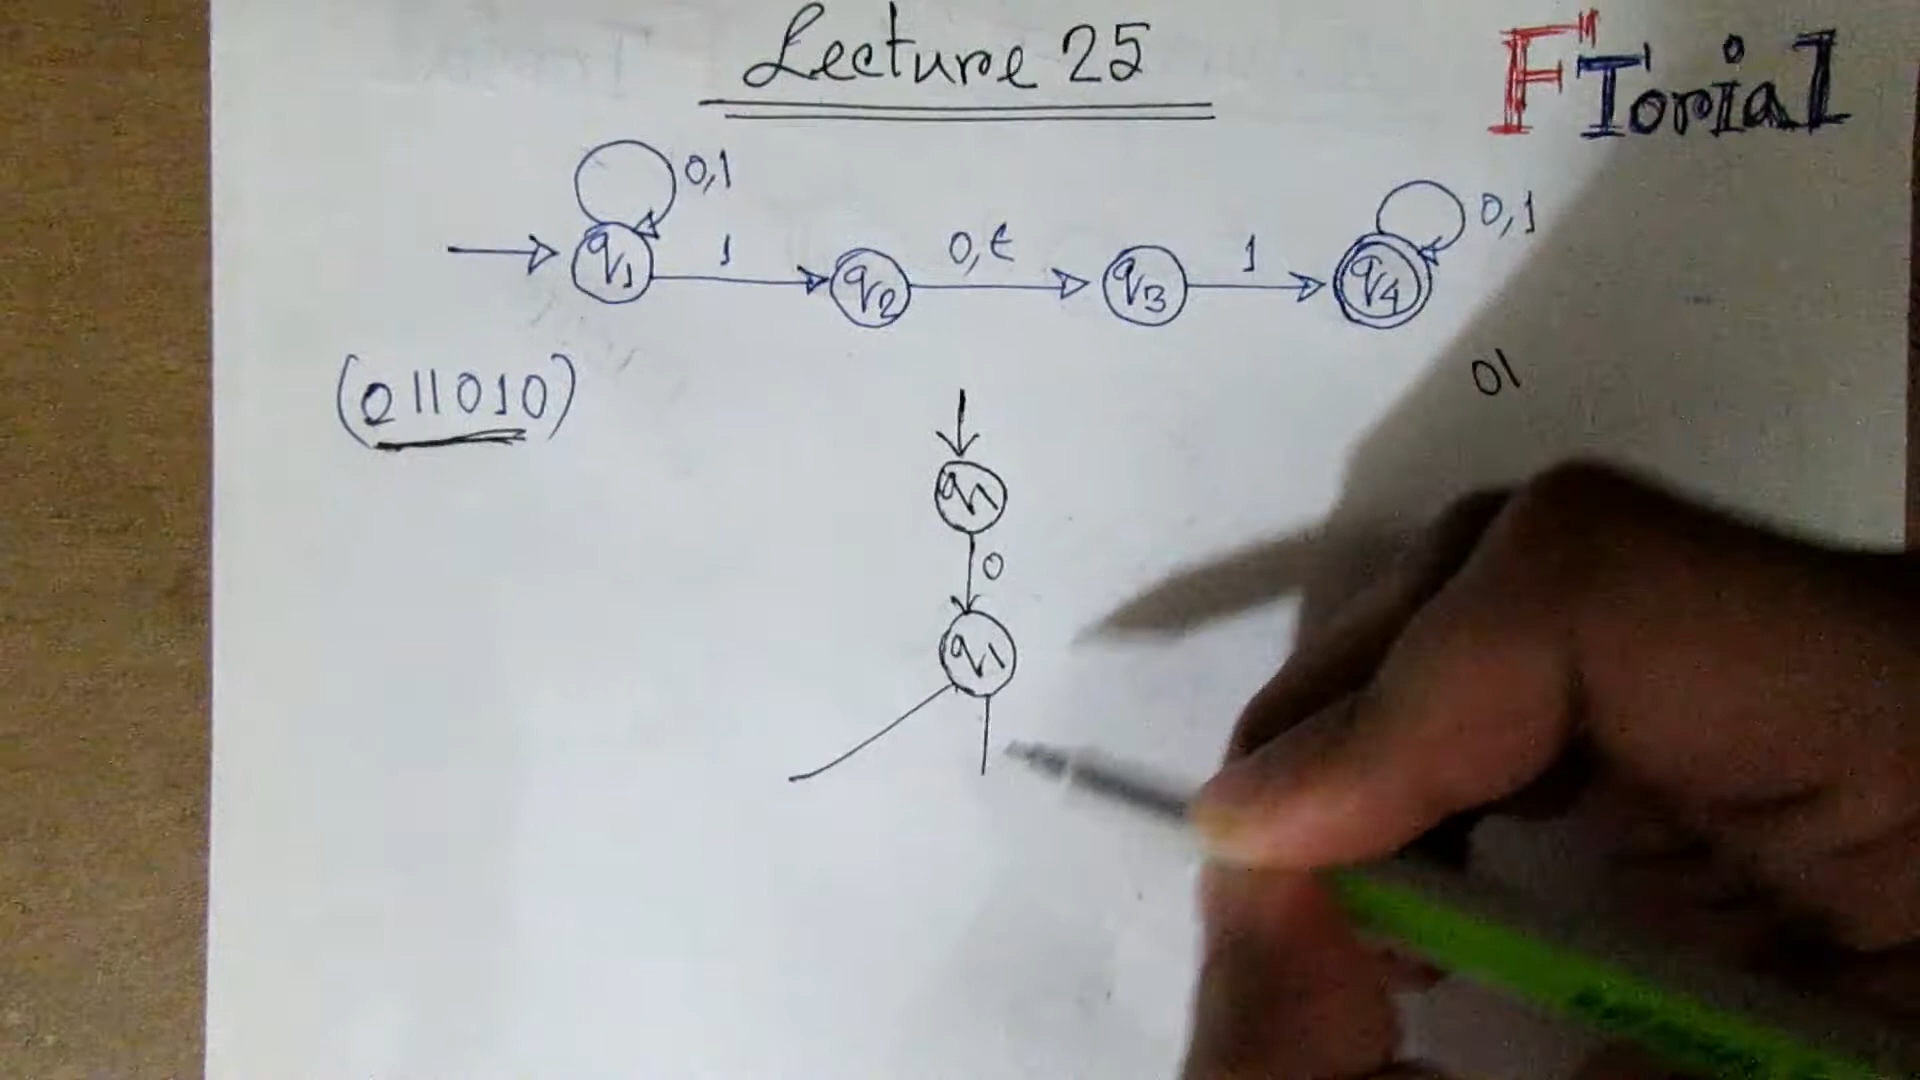 Lecture 25
FTorial
0,1
0,1
q1
1
q2
0,ϵ
q3
1
q4
(011010)
01
q1
0
q1